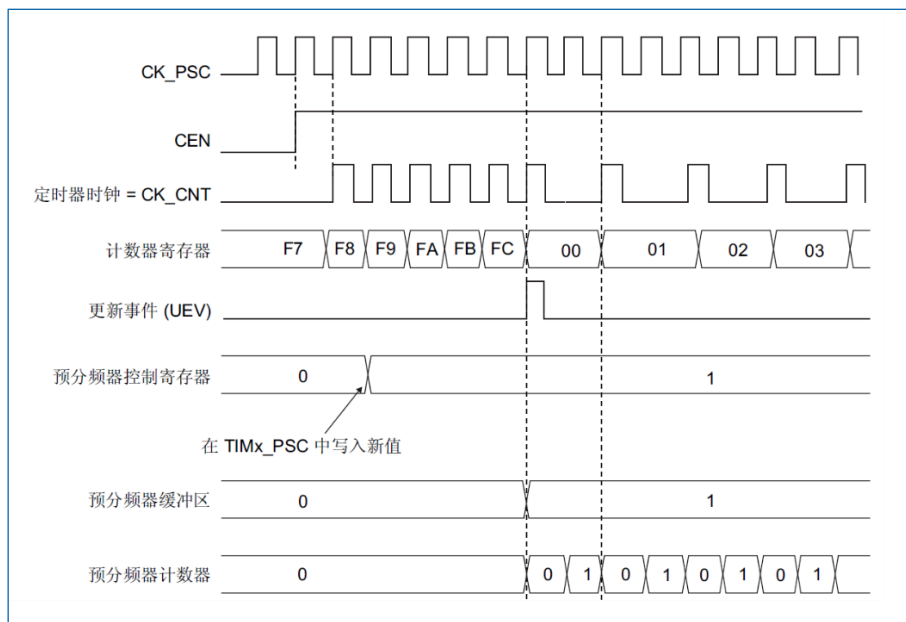 CK_PSC
CEN
定时器时钟 = CK_CNT
计数器寄存器 F7 F8 F9 FA FB FC 00 01 02 03
更新事件 (UEV)
预分频器控制寄存器 0 1
在 TIMx_PSC 中写入新值
预分频器缓冲区 0 1
预分频器计数器 0 0 1 0 1 0 1 0 1